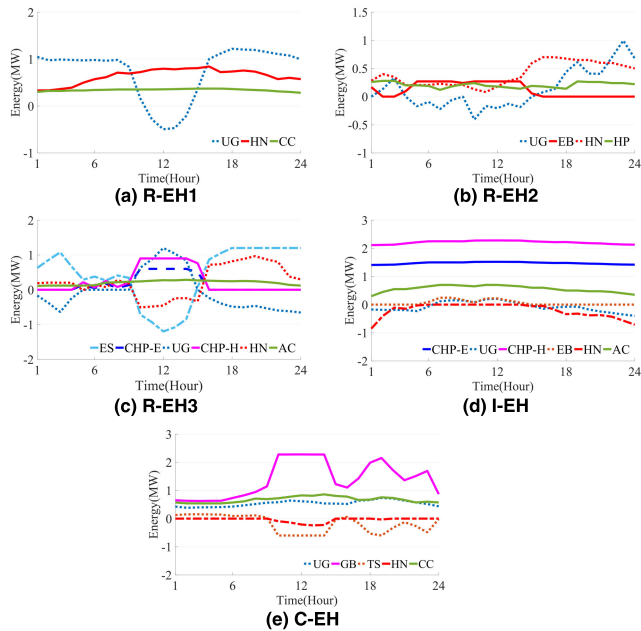 2
1
0
-1
Energy(MW)
1 6 12 18 24
UG HN CC
Time(Hour)
(a) R-EH1
1.5
1
0.5
0
-0.5
-1
Energy(MW)
1 6 12 18 24
UG EB HN HP
Time(Hour)
(b) R-EH2
2
1
0
-1
-2
Energy(MW)
ES CHP-E UG CHP-H HN AC
1 6 12 18 24
Time(Hour)
(c) R-EH3
3
2
1
0
-1
-2
Energy(MW)
CHP-E UG CHP-H EB HN AC
1 6 12 18 24
Time(Hour)
(d) I-EH
3
2
1
0
-1
-2
Energy(MW)
UG GB TS HN CC
1 6 12 18 24
Time(Hour)
(e) C-EH